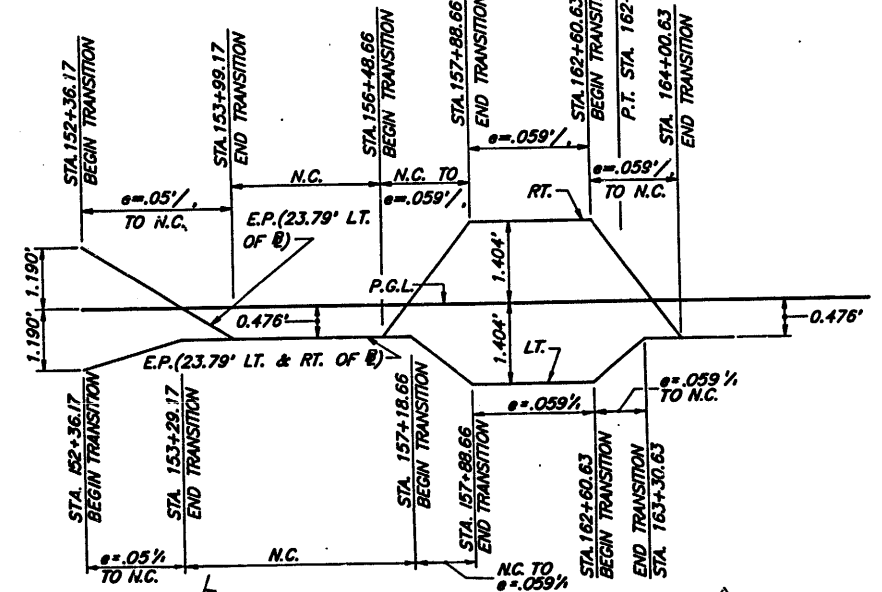 STA. 152+36.17
BEGIN TRANSITION
STA. 153+99.17
END TRANSITION
STA. 156+48.66
BEGIN TRANSITION
STA. 157+88.66
END TRANSITION
STA. 162+60.63
BEGIN TRANSITION
P.T. STA. 162+
STA. 164+00.63
END TRANSITION
e=.05'/,
TO N.C.
N.C.
N.C. TO
e=.059'/,
e=.059'/,
e=.059'/,
TO N.C.
E.P.(23.79' LT.
OF ℄)
RT.
P.G.L.
1.190'
1.190'
0.476'
1.404'
1.404'
0.476'
E.P.(23.79' LT. & RT. OF ℄)
LT.
e=.059'/,
e=.059'/,
TO N.C.
STA. 152+36.17
BEGIN TRANSITION
STA. 153+29.17
END TRANSITION
STA. 157+18.66
BEGIN TRANSITION
STA. 157+88.66
END TRANSITION
STA. 162+60.63
BEGIN TRANSITION
END TRANSITION
STA. 163+30.63
e=.05'/,
TO N.C.
N.C.
N.C. TO
e=.059'/,